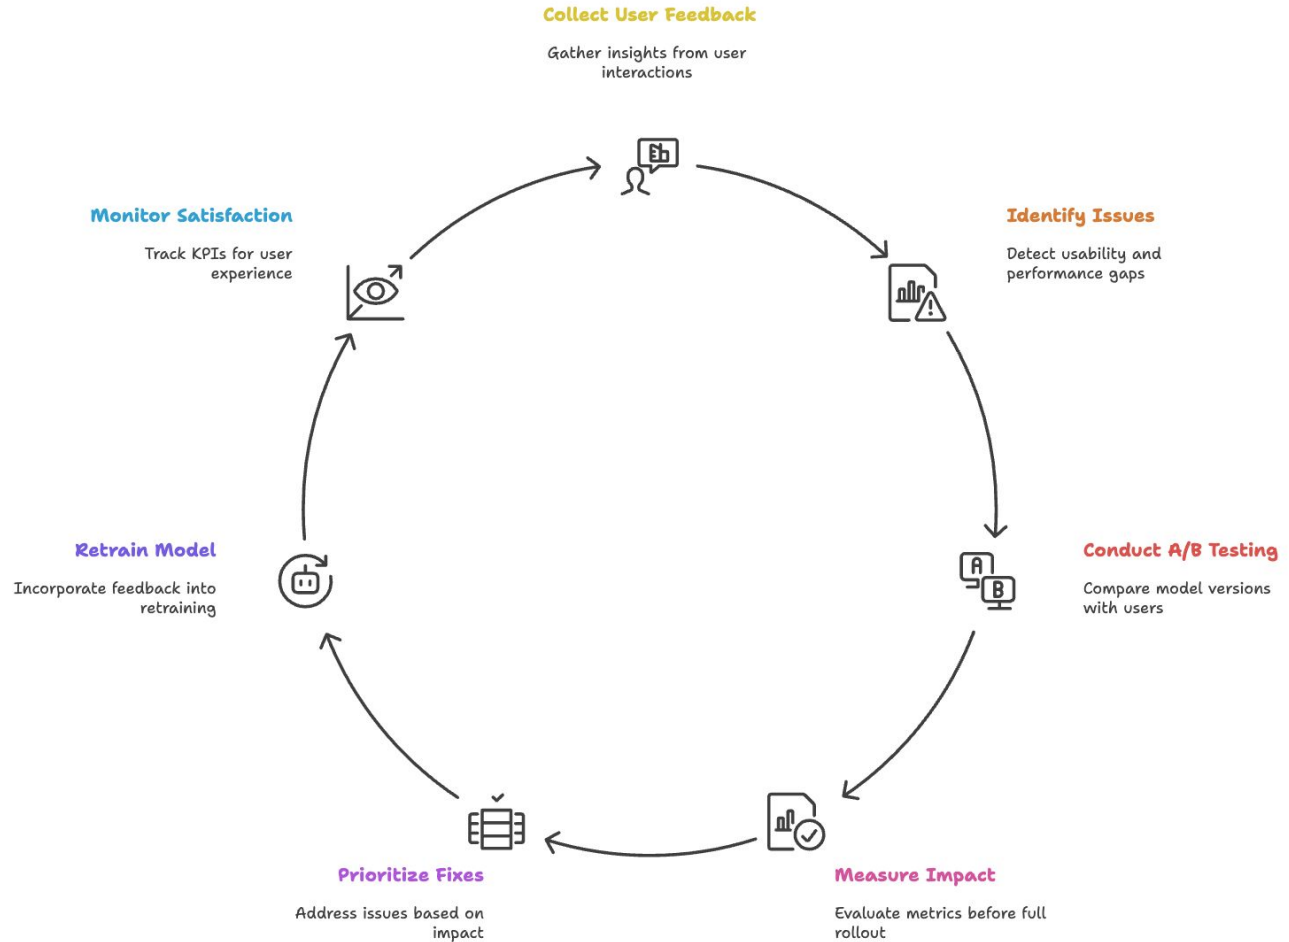 Collect User Feedback
Gather insights from user
interactions
Identify Issues
Detect usability and
performance gaps
Conduct A/B Testing
Compare model versions
with users
A
B
Measure Impact
Evaluate metrics before full
rollout
Prioritize Fixes
Address issues based on
impact
Retrain Model
Incorporate feedback into
retraining
Monitor Satisfaction
Track KPIs for user
experience